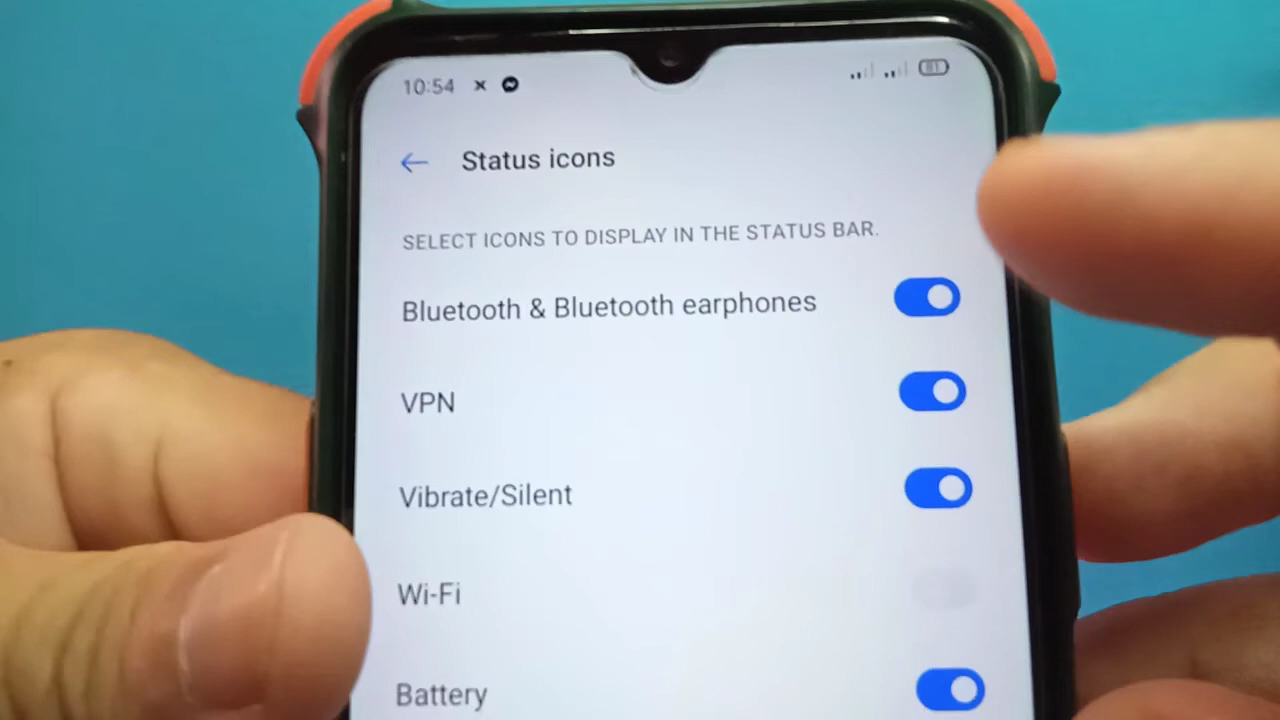 10:54
81
Status icons
SELECT ICONS TO DISPLAY IN THE STATUS BAR.
Bluetooth & Bluetooth earphones
VPN
Vibrate/Silent
Wi-Fi
Battery